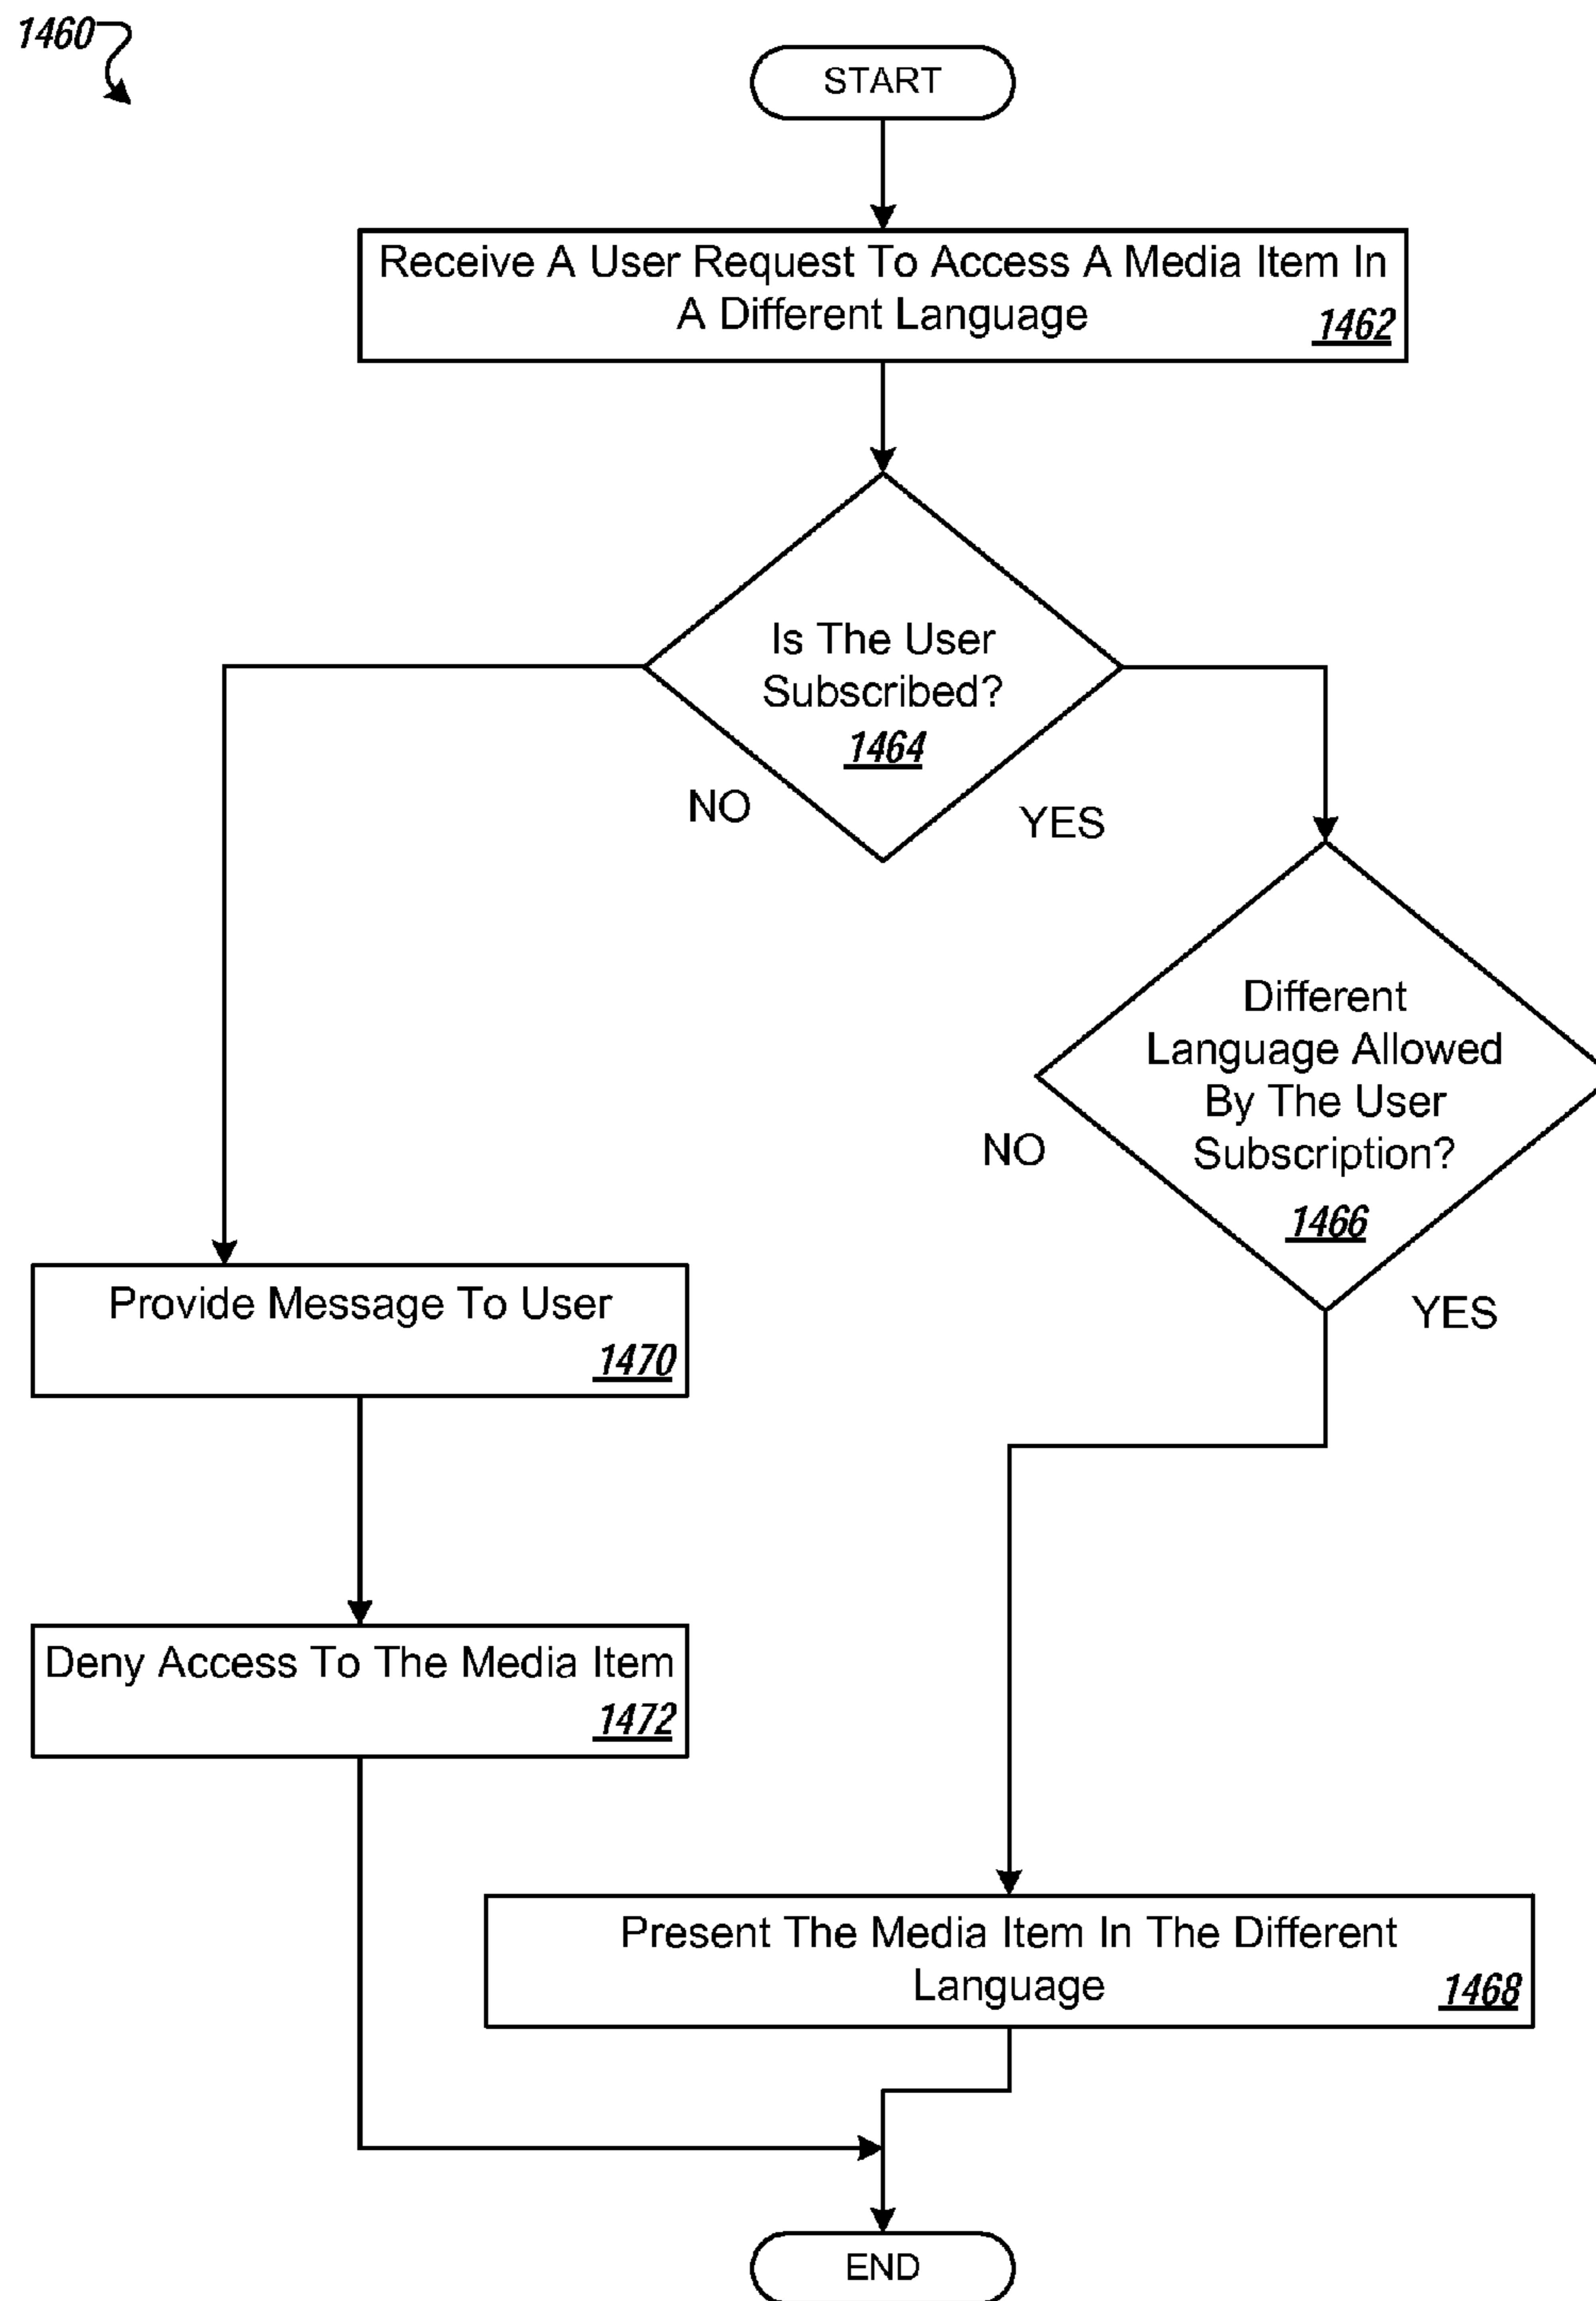 1460
START
Receive A User Request To Access A Media Item In
A Different Language
1462
Is The User
Subscribed?
1464
NO
YES
Different
Language Allowed
By The User
Subscription?
1466
NO
YES
Provide Message To User
1470
Deny Access To The Media Item
1472
Present The Media Item In The Different
Language
1468
END